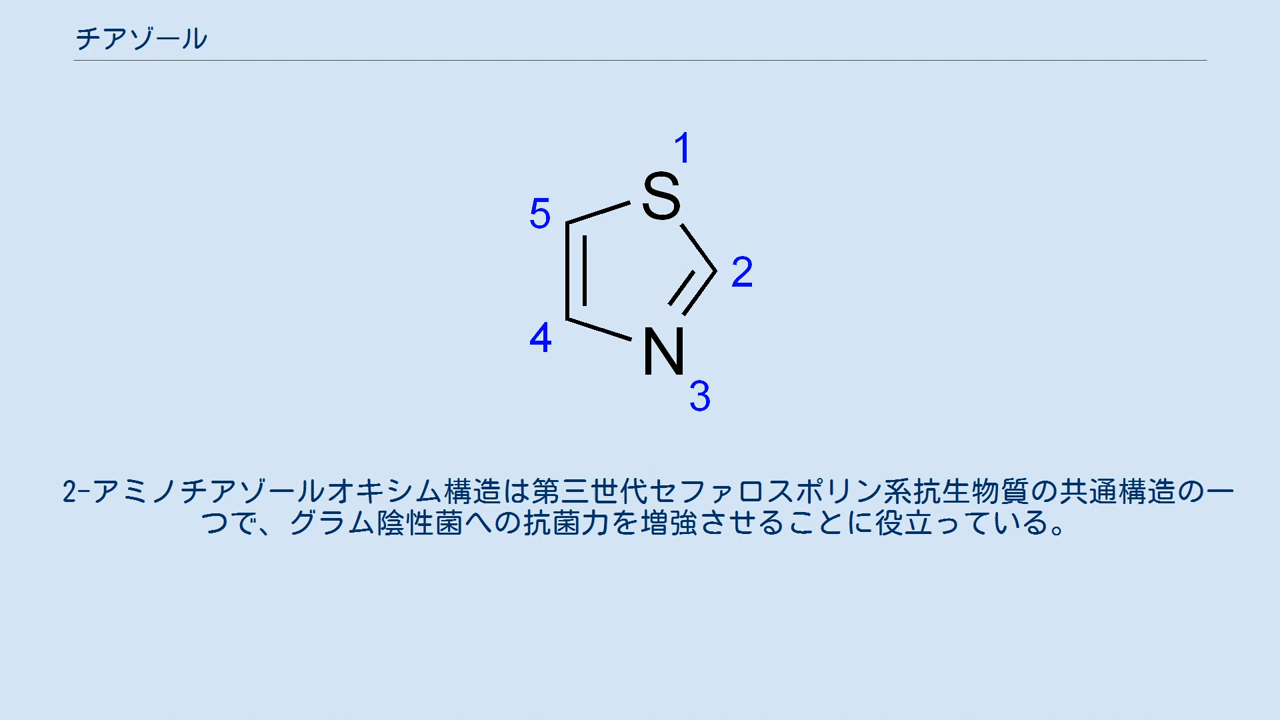 チアゾール
1
S
5
2
4
N
3
2-アミノチアゾールオキシム構造は第三世代セファロスポリン系抗生物質の共通構造の一
つで、グラム陰性菌への抗菌力を増強させることに役立っている。